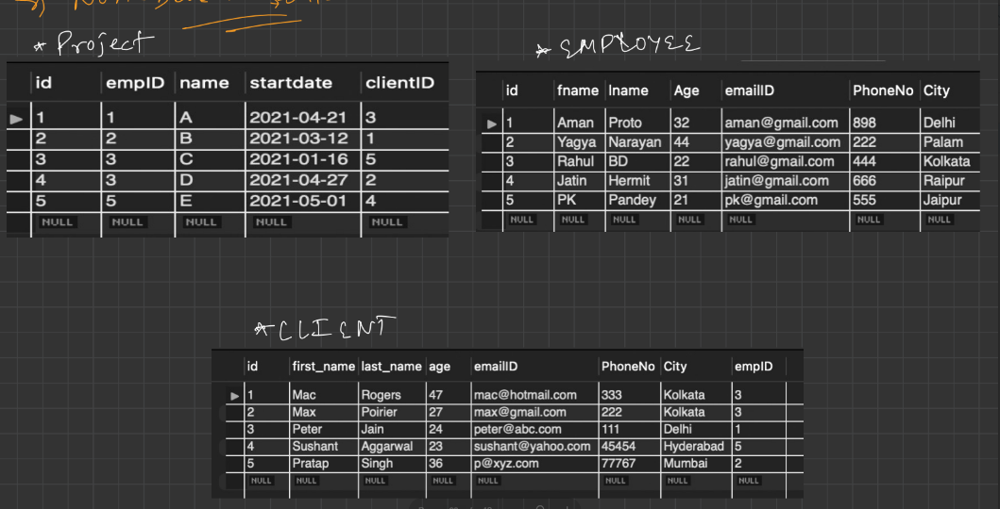 * Project
id empID name startdate clientID
1 1 A 2021-04-21 3
2 2 B 2021-03-12 1
3 3 C 2021-01-16 5
4 3 D 2021-04-27 2
5 5 E 2021-05-01 4
NULL NULL NULL NULL NULL
* EMPLOYEE
id fname lname Age emailID PhoneNo City
1 Aman Proto 32 aman@gmail.com 898 Delhi
2 Yagya Narayan 44 yagya@gmail.com 222 Palam
3 Rahul BD 22 rahul@gmail.com 444 Kolkata
4 Jatin Hermit 31 jatin@gmail.com 666 Raipur
5 PK Pandey 21 pk@gmail.com 555 Jaipur
NULL NULL NULL NULL NULL NULL NULL
* CLIENT
id first_name last_name age emailID PhoneNo City empID
1 Mac Rogers 47 mac@hotmail.com 333 Kolkata 3
2 Max Poirier 27 max@gmail.com 222 Kolkata 3
3 Peter Jain 24 peter@abc.com 111 Delhi 1
4 Sushant Aggarwal 23 sushant@yahoo.com 45454 Hyderabad 5
5 Pratap Singh 36 p@xyz.com 77767 Mumbai 2
NULL NULL NULL NULL NULL NULL NULL NULL